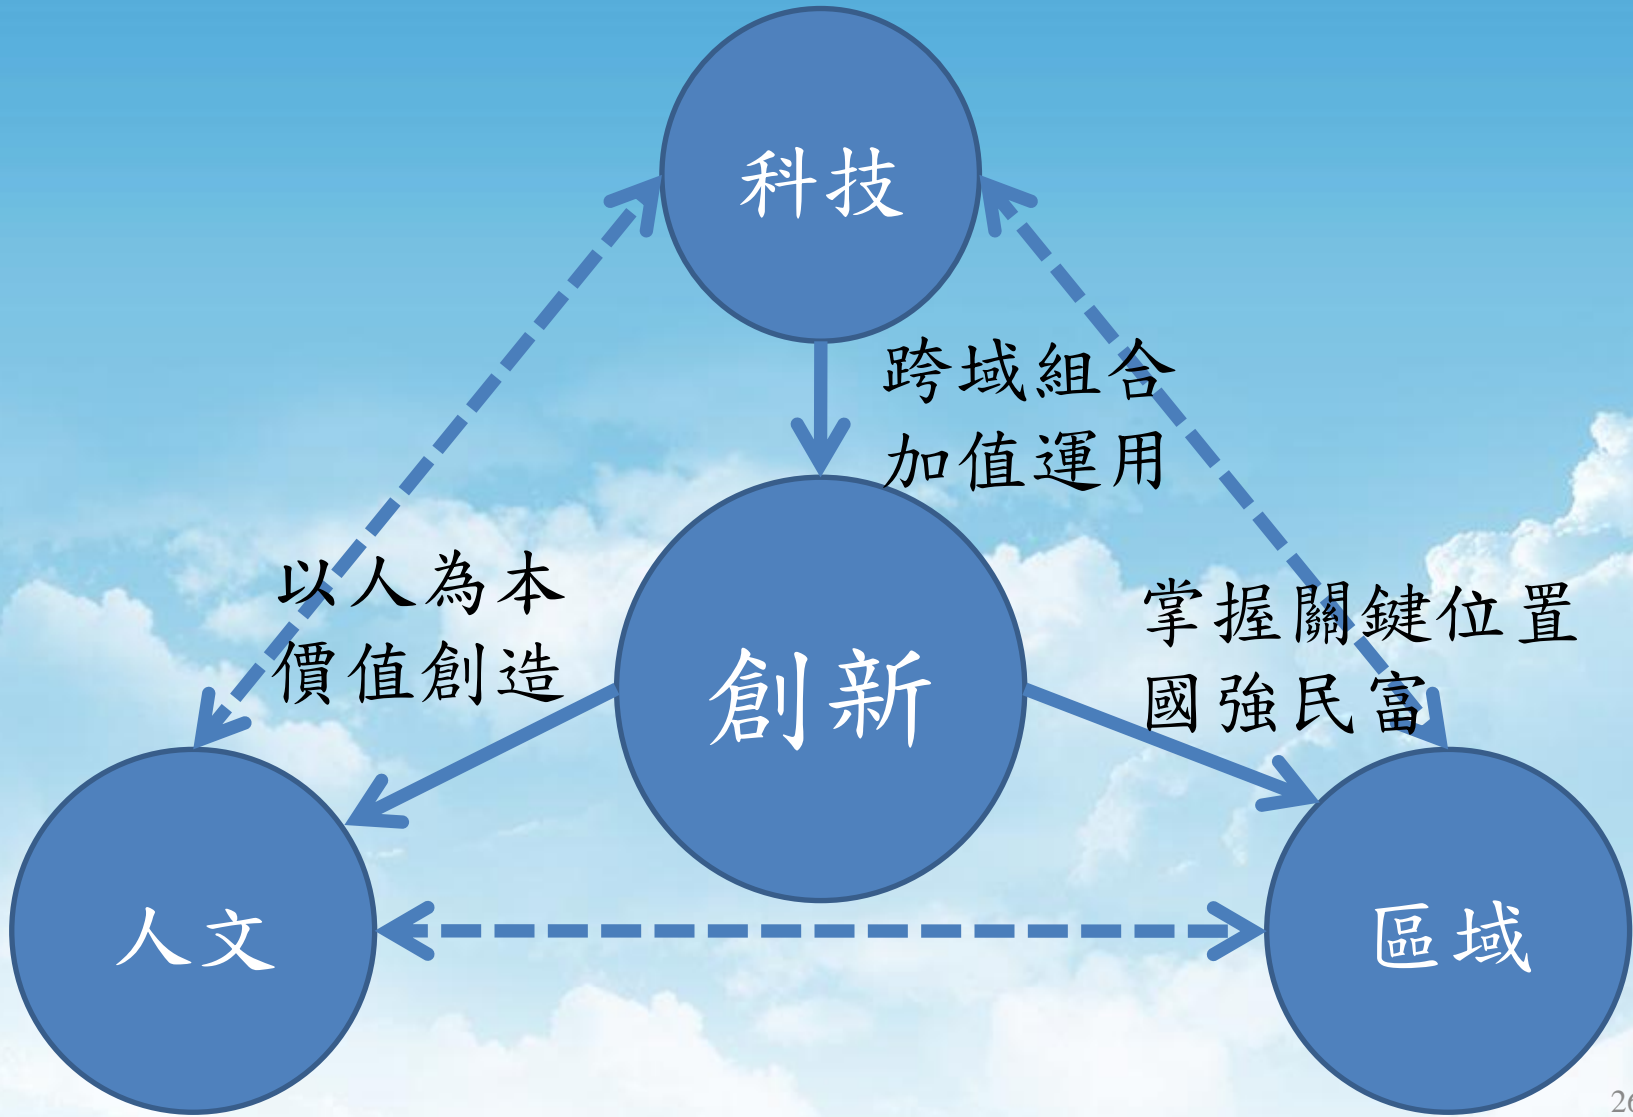 科技
跨域組合
加值運用
以人為本
價值創造
創新
掌握關鍵位置
國強民富
人文
區域
26